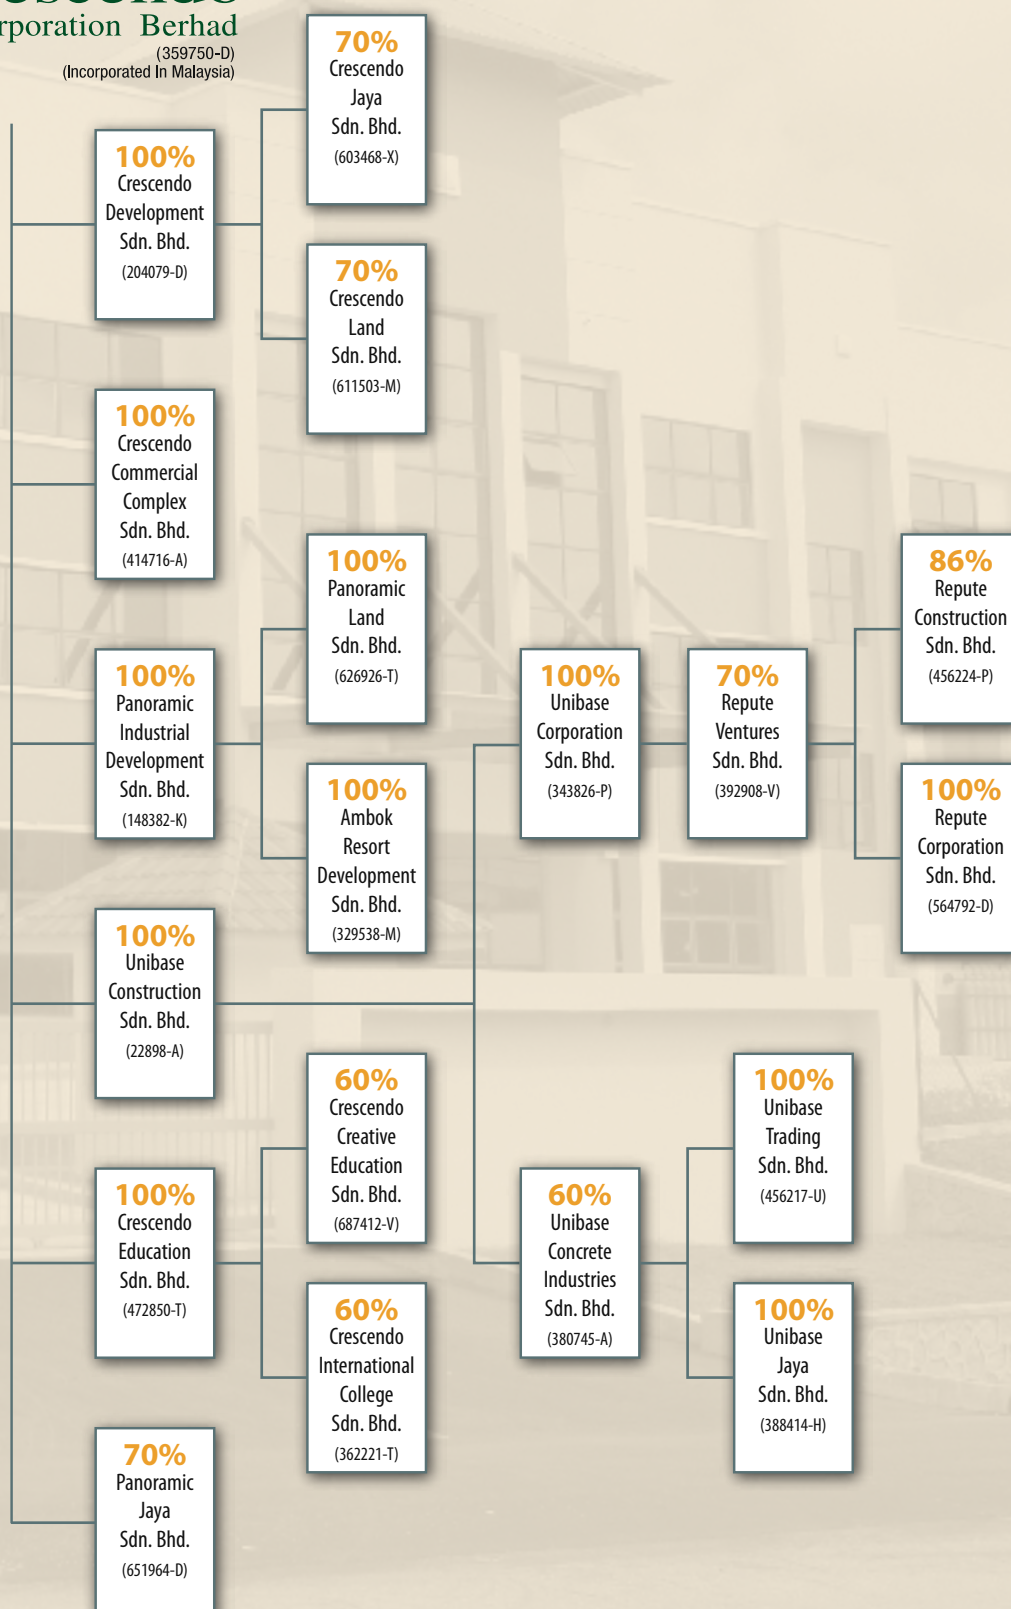 orporation Berhad
(359750-D)
(Incorporated In Malaysia)
100%
Crescendo
Development
Sdn. Bhd.
(204079-D)
70%
Crescendo
Jaya
Sdn. Bhd.
(603468-X)
70%
Crescendo
Land
Sdn. Bhd.
(611503-M)
100%
Crescendo
Commercial
Complex
Sdn. Bhd.
(414716-A)
100%
Panoramic
Industrial
Development
Sdn. Bhd.
(148382-K)
100%
Panoramic
Land
Sdn. Bhd.
(626926-T)
100%
Ambok
Resort
Development
Sdn. Bhd.
(329538-M)
100%
Unibase
Construction
Sdn. Bhd.
(22898-A)
100%
Unibase
Corporation
Sdn. Bhd.
(343826-P)
70%
Repute
Ventures
Sdn. Bhd.
(392908-V)
86%
Repute
Construction
Sdn. Bhd.
(456224-P)
100%
Repute
Corporation
Sdn. Bhd.
(564792-D)
60%
Unibase
Concrete
Industries
Sdn. Bhd.
(380745-A)
100%
Unibase
Trading
Sdn. Bhd.
(456217-U)
100%
Unibase
Jaya
Sdn. Bhd.
(388414-H)
100%
Crescendo
Education
Sdn. Bhd.
(472850-T)
60%
Crescendo
Creative
Education
Sdn. Bhd.
(687412-V)
60%
Crescendo
International
College
Sdn. Bhd.
(362221-T)
70%
Panoramic
Jaya
Sdn. Bhd.
(651964-D)